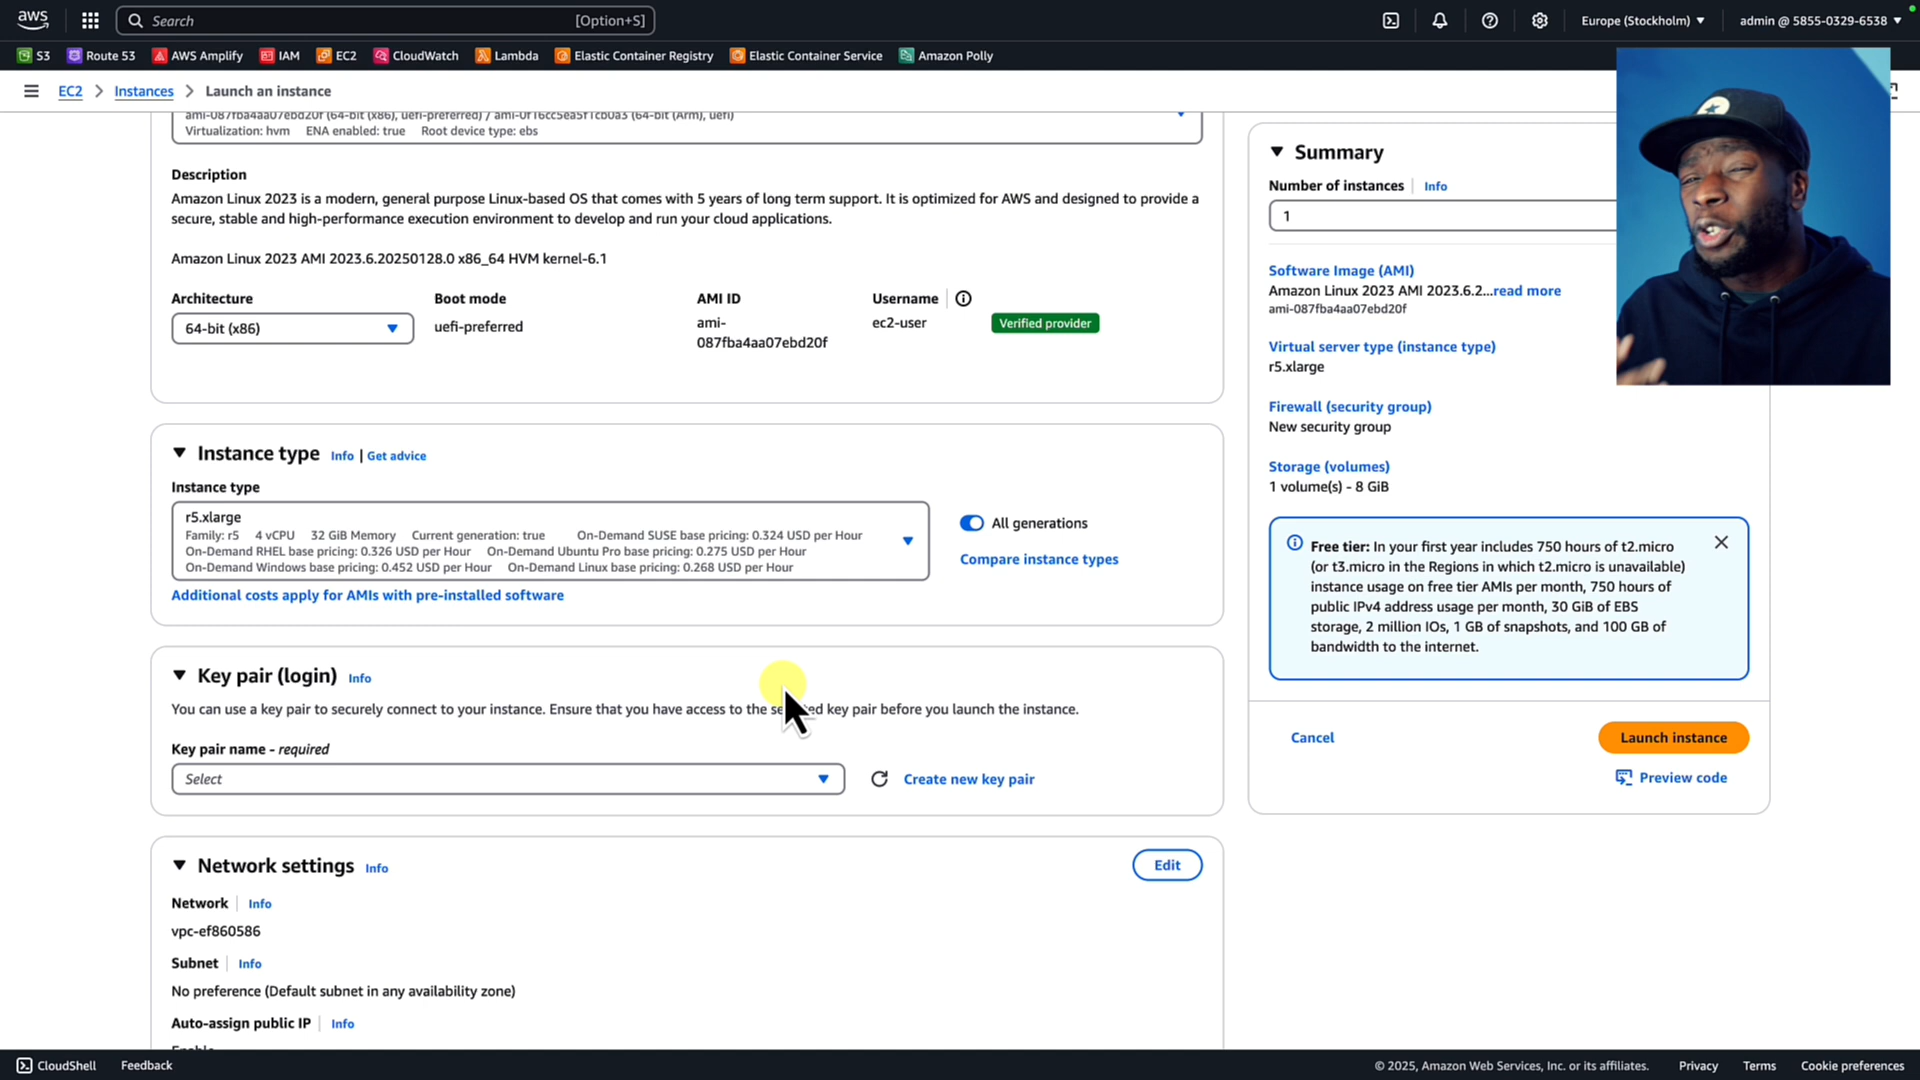 aws
Search
[Option+S]
Europe (Stockholm)
admin @ 5855-0329-6538
S3
Route 53
AWS Amplify
IAM
EC2
CloudWatch
Lambda
Elastic Container Registry
Elastic Container Service
Amazon Polly
EC2 > Instances > Launch an instance
ami-087fba4aa07ebd20f (64-bit (x86), uefi-preferred) / ami-0f16cc5ea5f1cb0a3 (64-bit (Arm), uefi)
Virtualization: hvm ENA enabled: true Root device type: ebs
Description
Amazon Linux 2023 is a modern, general purpose Linux-based OS that comes with 5 years of long term support. It is optimized for AWS and designed to provide a
secure, stable and high-performance execution environment to develop and run your cloud applications.
Amazon Linux 2023 AMI 2023.6.20250128.0 x86_64 HVM kernel-6.1
Architecture
64-bit (x86)
Boot mode
uefi-preferred
AMI ID
ami-
087fba4aa07ebd20f
Username
ec2-user
Verified provider
Instance type Info | Get advice
Instance type
r5.xlarge
Family: r5 4 vCPU 32 GiB Memory Current generation: true On-Demand SUSE base pricing: 0.324 USD per Hour
On-Demand RHEL base pricing: 0.326 USD per Hour On-Demand Ubuntu Pro base pricing: 0.275 USD per Hour
On-Demand Windows base pricing: 0.452 USD per Hour On-Demand Linux base pricing: 0.268 USD per Hour
All generations
Compare instance types
Additional costs apply for AMIs with pre-installed software
Key pair (login) Info
You can use a key pair to securely connect to your instance. Ensure that you have access to the selected key pair before you launch the instance.
Key pair name - required
Select
Create new key pair
Network settings Info
Edit
Network Info
vpc-ef860586
Subnet Info
No preference (Default subnet in any availability zone)
Auto-assign public IP Info
Enable
Summary
Number of instances Info
1
Software Image (AMI)
Amazon Linux 2023 AMI 2023.6.2...read more
ami-087fba4aa07ebd20f
Virtual server type (instance type)
r5.xlarge
Firewall (security group)
New security group
Storage (volumes)
1 volume(s) - 8 GiB
Free tier: In your first year includes 750 hours of t2.micro
(or t3.micro in the Regions in which t2.micro is unavailable)
instance usage on free tier AMIs per month, 750 hours of
public IPv4 address usage per month, 30 GiB of EBS
storage, 2 million IOs, 1 GB of snapshots, and 100 GB of
bandwidth to the internet.
Cancel
Launch instance
Preview code
CloudShell
Feedback
© 2025, Amazon Web Services, Inc. or its affiliates.
Privacy
Terms
Cookie preferences